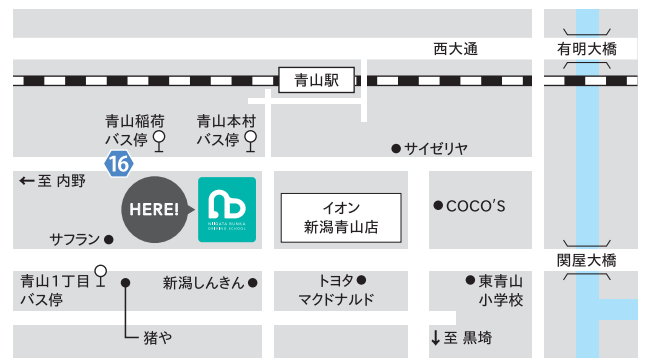 西大通
有明大橋
青山駅
青山稲荷
バス停
青山本村
バス停
サイゼリヤ
16
←至 内野
HERE!
NIIGATA BUNKA
DRIVING SCHOOL
イオン
新潟青山店
COCO'S
サフラン
関屋大橋
青山1丁目
バス停
新潟しんきん
トヨタ
マクドナルド
東青山
小学校
猪や
↓至 黒埼